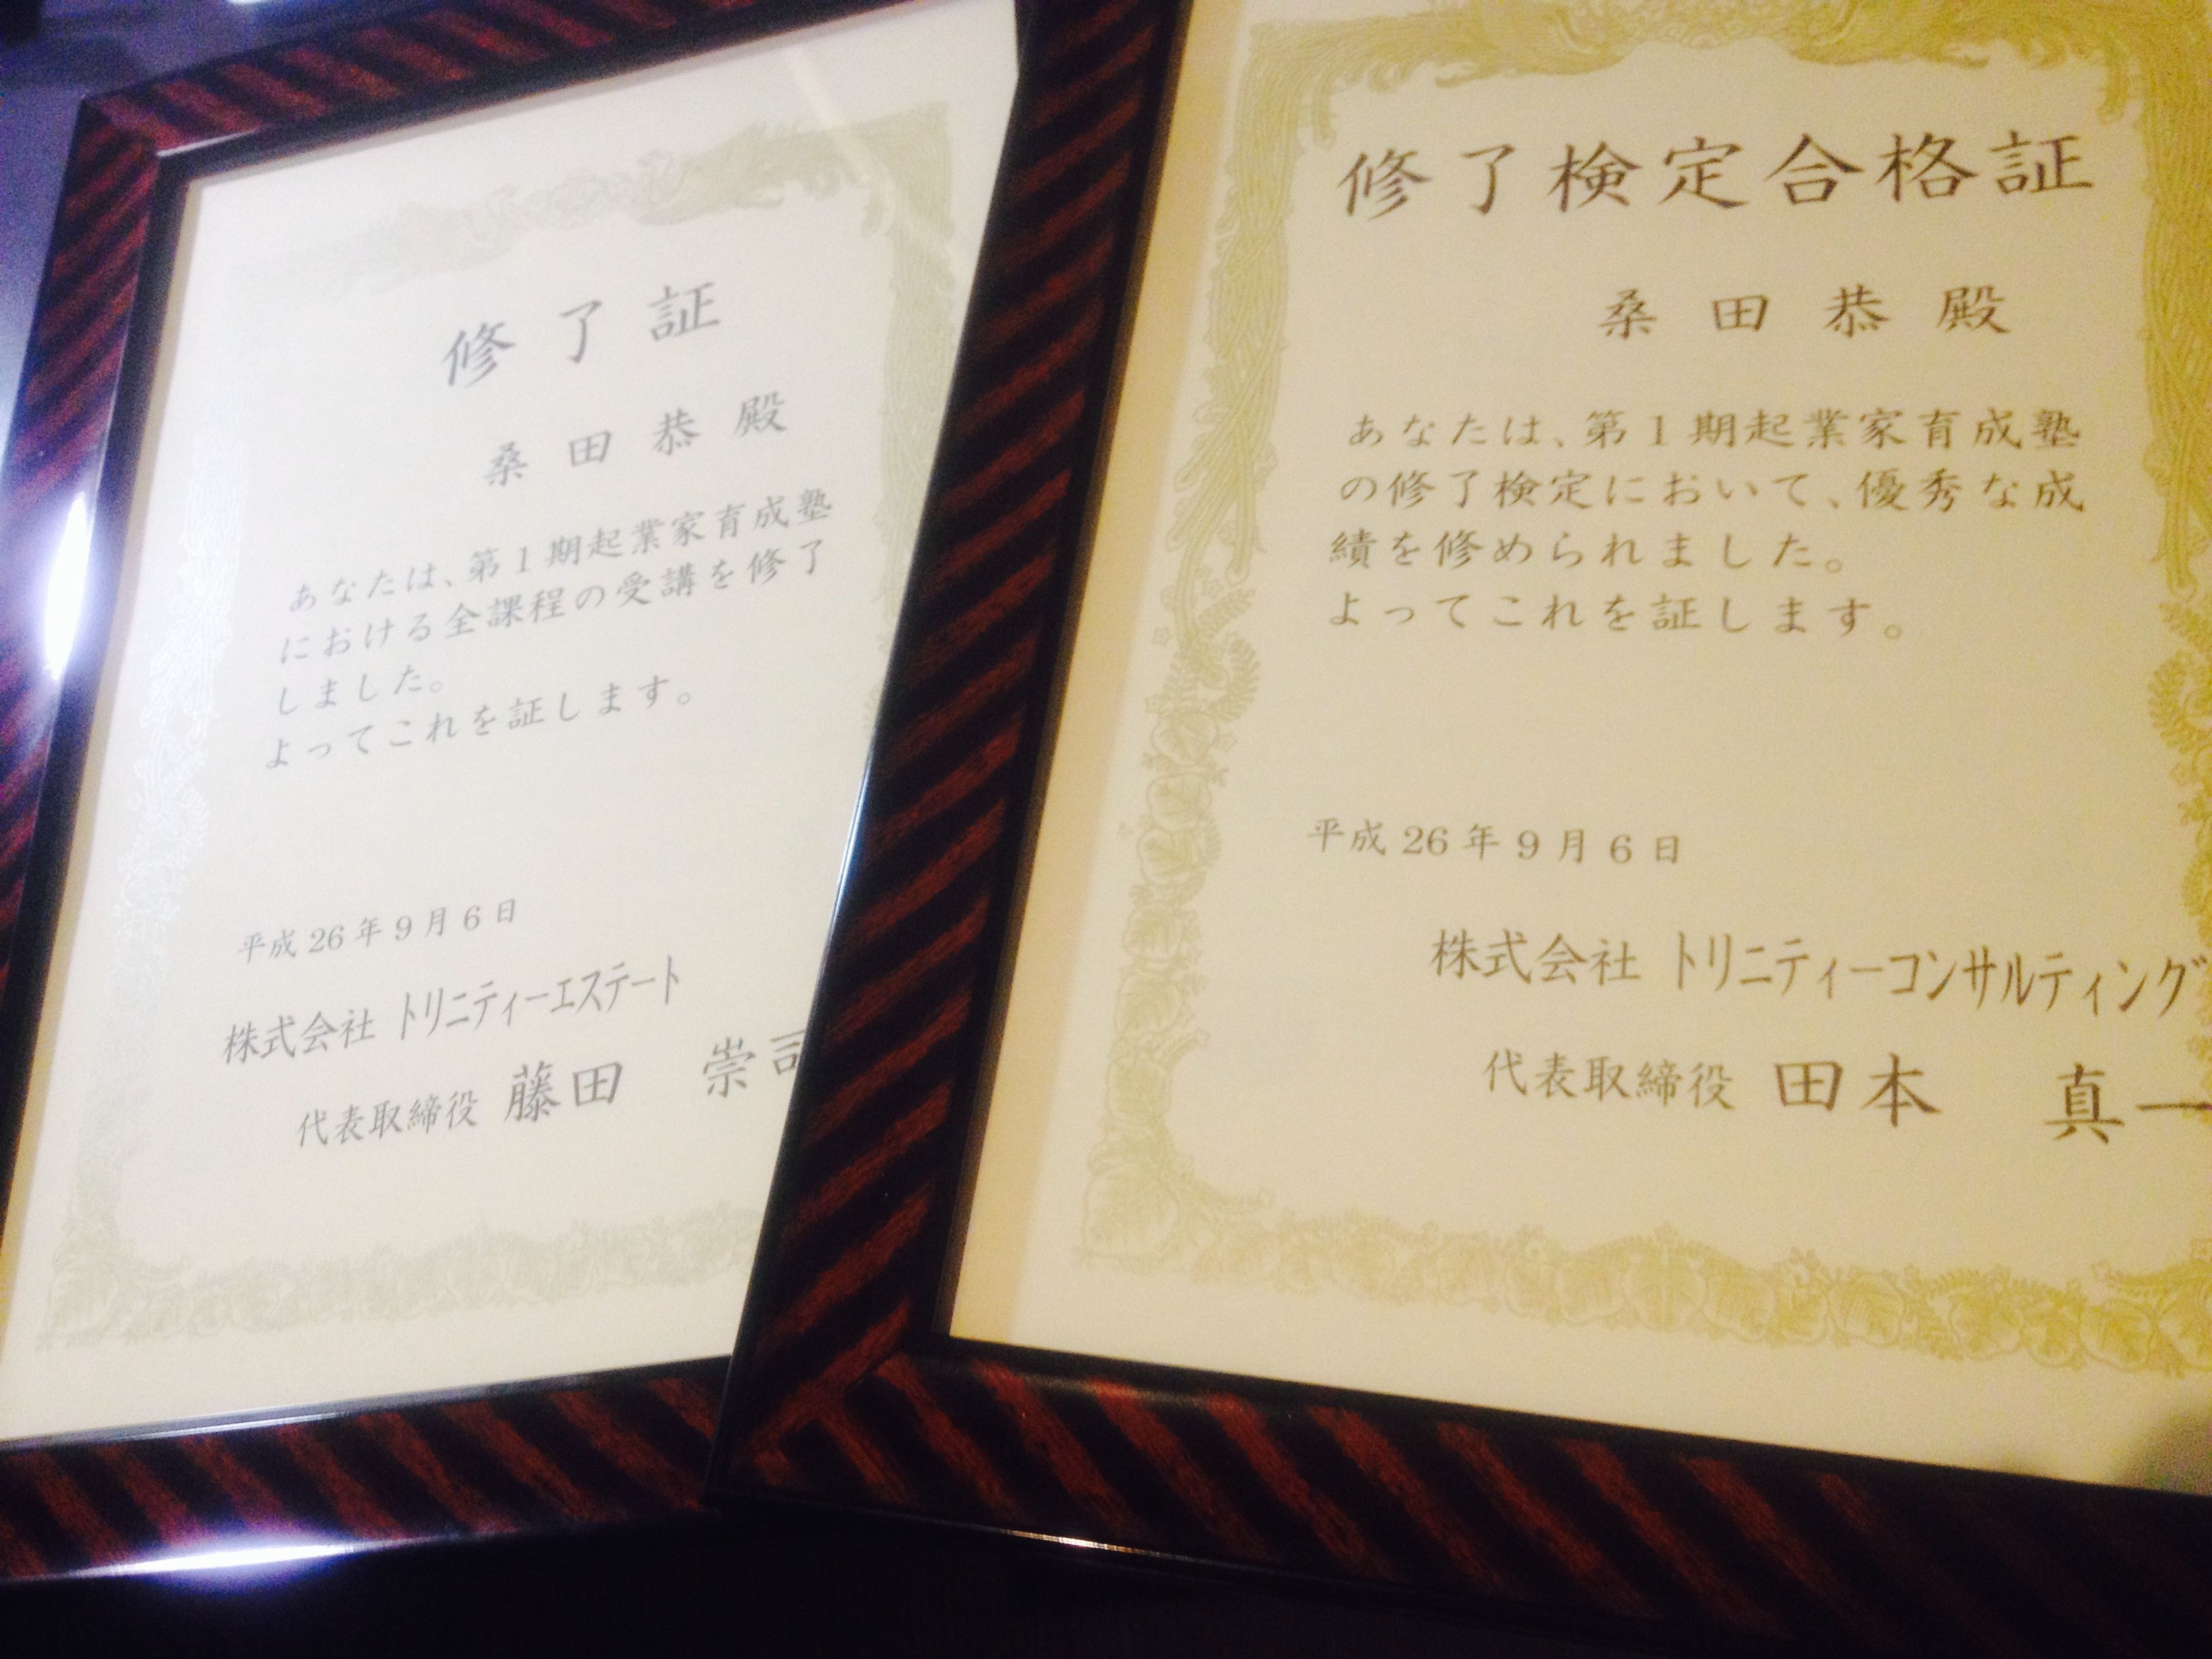 修了証
桑田恭殿
あなたは、第1期起業家育成塾
における全課程の受講を修了
しました。
よってこれを証します。
平成26年9月6日
株式会社 トリニティーエステート
代表取締役 藤田 崇司
修了検定合格証
桑田恭殿
あなたは、第1期起業家育成塾
の修了検定において、優秀な成
績を修められました。
よってこれを証します。
平成26年9月6日
株式会社 トリニティーコンサルティング
代表取締役 田本 真一